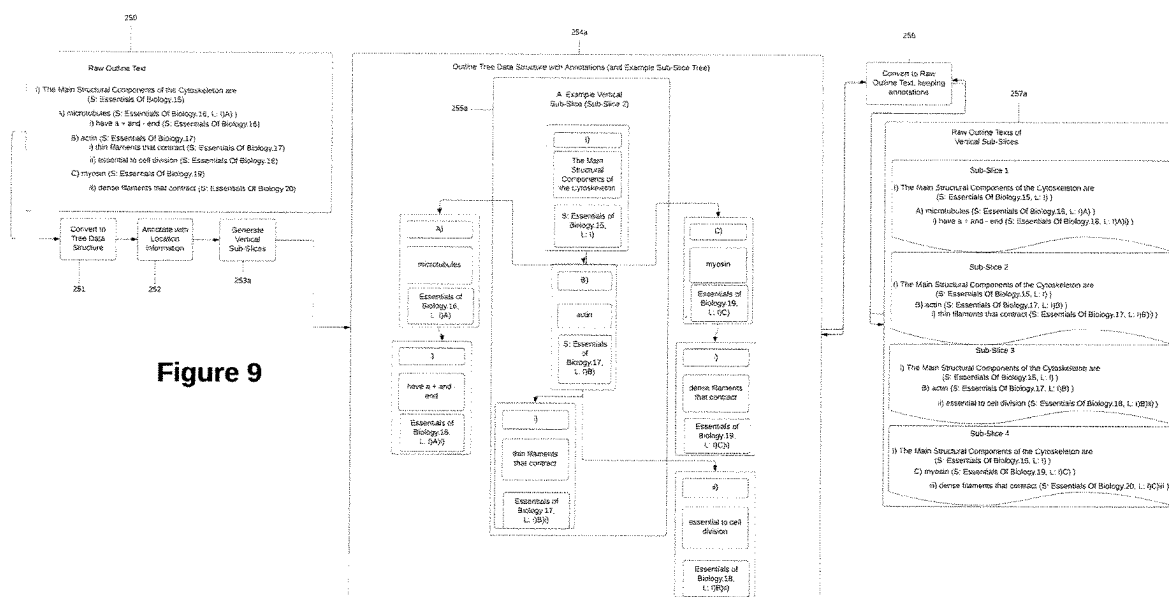 250
Raw Outline Text
i) The Main Structural Components of the Cytoskeleton are
(S: Essentials Of Biology.15)
A) microtubules (S: Essentials Of Biology.16, L: I)A) )
i) have a + and - end (S: Essentials Of Biology.16)
B) actin (S: Essentials Of Biology.17)
i) thin filaments that contract (S: Essentials Of Biology.17)
ii) essential to cell division (S: Essentials Of Biology.18)
C) myosin (S: Essentials Of Biology.19)
ii) dense filaments that contract (S: Essentials Of Biology 20)
Convert to
Tree Data
Structure
Annotate with
Location
Information
Generate
Vertical
Sub-Slices
251
252
253a
Figure 9
254a
Outline Tree Data Structure with Annotations (and Example Sub-Slice Tree)
255a
A Example Vertical
Sub-Slice (Sub-Slice 2)
I)
The Main
Structural
Components of
the Cytoskeleton
S: Essentials of
Biology.15,
L: I)
A)
microtubules
Essentials of
Biology.16,
L: I)A)
i)
have a + and -
end
Essentials of
Biology.16,
L: I)A)i)
B)
actin
S: Essentials
of
Biology.17,
L: I)B)
i)
thin filaments
that contract
Essentials of
Biology.17,
L: I)B)i)
C)
myosin
Essentials of
Biology.19,
L: I)C)
i)
dense filaments
that contract
Essentials of
Biology.19,
L: I)C)i)
ii)
essential to cell
division
Essentials of
Biology.18,
L: I)B)ii)
256
Convert to Raw
Outline Text, keeping
annotations
257a
Raw Outline Texts of
Vertical Sub-Slices
Sub-Slice 1
I) The Main Structural Components of the Cytoskeleton are
(S: Essentials Of Biology.15, L: I) )
A) microtubules (S: Essentials Of Biology.16, L: I)A) )
i) have a + and - end (S: Essentials Of Biology.16, L: I)A)i) )
Sub-Slice 2
I) The Main Structural Components of the Cytoskeleton are
(S: Essentials Of Biology.15, L: I) )
B) actin (S: Essentials Of Biology.17, L: I)B) )
i) thin filaments that contract (S: Essentials Of Biology.17, L: I)B)i) )
Sub-Slice 3
I) The Main Structural Components of the Cytoskeleton are
(S: Essentials Of Biology.15, L: I) )
B) actin (S: Essentials Of Biology.17, L: I)B) )
ii) essential to cell division (S: Essentials Of Biology.18, L: I)B)ii) )
Sub-Slice 4
I) The Main Structural Components of the Cytoskeleton are
(S: Essentials Of Biology.15, L: I) )
C) myosin (S: Essentials Of Biology.19, L: I)C) )
iii) dense filaments that contract (S: Essentials Of Biology.20, L: I)C)iii )